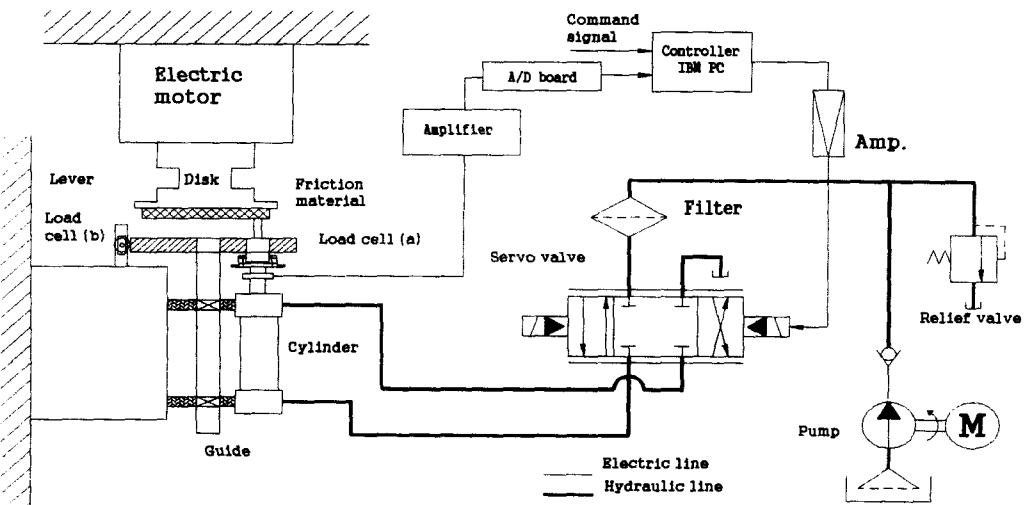 Command
signal
Controller
IBM PC
A/D board
Electric
motor
Amplifier
Amp.
Lever
Disk
Friction
material
Load
cell (b)
Load cell (a)
Filter
Servo valve
Relief valve
Cylinder
Pump
M
Guide
Electric line
Hydraulic line